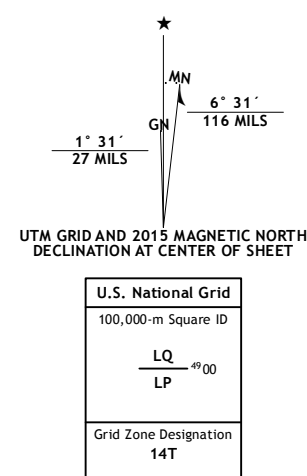 ★
MN
GN
6° 31´
116 MILS
1° 31´
27 MILS
UTM GRID AND 2015 MAGNETIC NORTH
DECLINATION AT CENTER OF SHEET
U.S. National Grid
100,000-m Square ID
LQ
4900
LP
Grid Zone Designation
14T